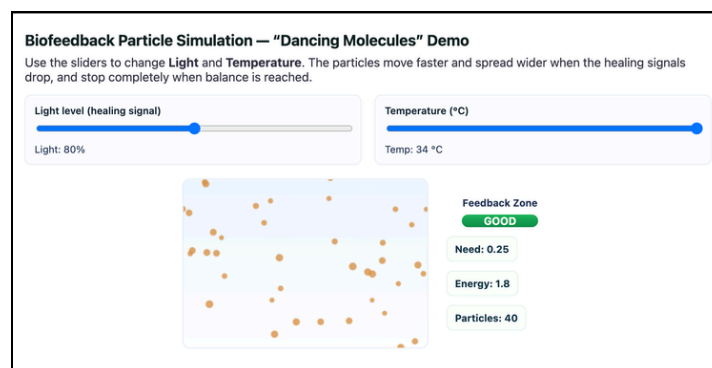 Biofeedback Particle Simulation — “Dancing Molecules” Demo
Use the sliders to change Light and Temperature. The particles move faster and spread wider when the healing signals
drop, and stop completely when balance is reached.
Light level (healing signal)
Light: 80%
Temperature (°C)
Temp: 34 °C
Feedback Zone
GOOD
Need: 0.25
Energy: 1.8
Particles: 40